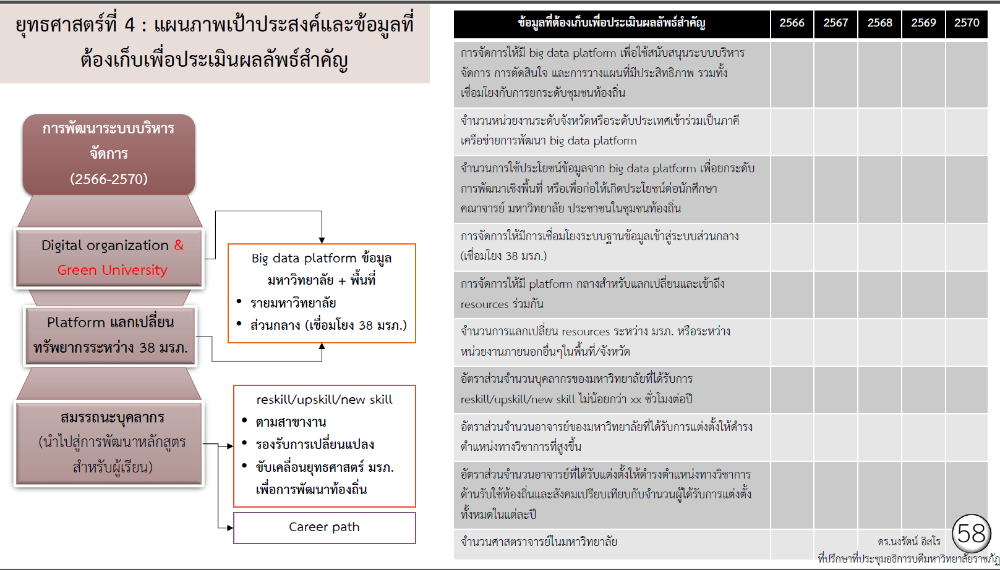 ยุทธศาสตร์ที่ 4 : แผนภาพเป้าประสงค์และข้อมูลที่
ต้องเก็บเพื่อประเมินผลลัพธ์สำคัญ
การพัฒนาระบบบริหาร
จัดการ
(2566-2570)
Digital organization &
Green University
Platform แลกเปลี่ยน
ทรัพยากรระหว่าง 38 มรภ.
สมรรถนะบุคลากร
(นำไปสู่การพัฒนาหลักสูตร
สำหรับผู้เรียน)
Big data platform ข้อมูล
มหาวิทยาลัย + พื้นที่
• รายมหาวิทยาลัย
• ส่วนกลาง (เชื่อมโยง 38 มรภ.)
reskill/upskill/new skill
• ตามสาขางาน
• รองรับการเปลี่ยนแปลง
• ขับเคลื่อนยุทธศาสตร์ มรภ.
เพื่อการพัฒนาท้องถิ่น
Career path
ข้อมูลที่ต้องเก็บเพื่อประเมินผลลัพธ์สำคัญ 2566 2567 2568 2569 2570
การจัดการให้มี big data platform เพื่อใช้สนับสนุนระบบบริหาร
จัดการ การตัดสินใจ และการวางแผนที่มีประสิทธิภาพ รวมทั้ง
เชื่อมโยงกับการยกระดับชุมชนท้องถิ่น
จำนวนหน่วยงานระดับจังหวัดหรือระดับประเทศเข้าร่วมเป็นภาคี
เครือข่ายการพัฒนา big data platform
จำนวนการใช้ประโยชน์ข้อมูลจาก big data platform เพื่อยกระดับ
การพัฒนาเชิงพื้นที่ หรือเพื่อก่อให้เกิดประโยชน์ต่อนักศึกษา
คณาจารย์ มหาวิทยาลัย ประชาชนในชุมชนท้องถิ่น
การจัดการให้มีการเชื่อมโยงระบบฐานข้อมูลเข้าสู่ระบบส่วนกลาง
(เชื่อมโยง 38 มรภ.)
การจัดการให้มี platform กลางสำหรับแลกเปลี่ยนและเข้าถึง
resources ร่วมกัน
จำนวนการแลกเปลี่ยน resources ระหว่าง มรภ. หรือระหว่าง
หน่วยงานภายนอกอื่นๆในพื้นที่/จังหวัด
อัตราส่วนจำนวนบุคลากรของมหาวิทยาลัยที่ได้รับการ
reskill/upskill/new skill ไม่น้อยกว่า xx ชั่วโมงต่อปี
อัตราส่วนจำนวนอาจารย์ของมหาวิทยาลัยที่ได้รับการแต่งตั้งให้ดำรง
ตำแหน่งทางวิชาการที่สูงขึ้น
อัตราส่วนจำนวนอาจารย์ที่ได้รับแต่งตั้งให้ดำรงตำแหน่งทางวิชาการ
ด้านรับใช้ท้องถิ่นและสังคมเปรียบเทียบกับจำนวนผู้ได้รับการแต่งตั้ง
ทั้งหมดในแต่ละปี
จำนวนศาสตราจารย์ในมหาวิทยาลัย
58
ดร.นงรัตน์ อิสโร
ที่ปรึกษาที่ประชุมอธิการบดีมหาวิทยาลัยราชภัฏ